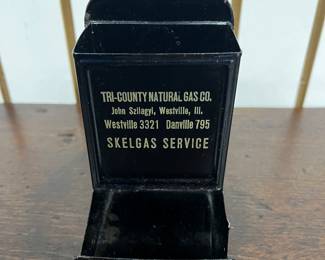 TRI-COUNTY NATURAL GAS CO.
John Szilagyi, Westville, Ill.
Westville 3321 Danville 795
SKELGAS SERVICE